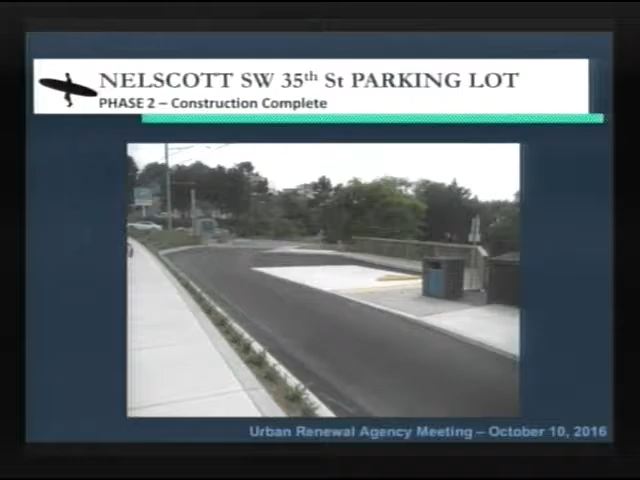 NELSCOTT SW 35th St PARKING LOT
PHASE 2 – Construction Complete
Urban Renewal Agency Meeting – October 10, 2016